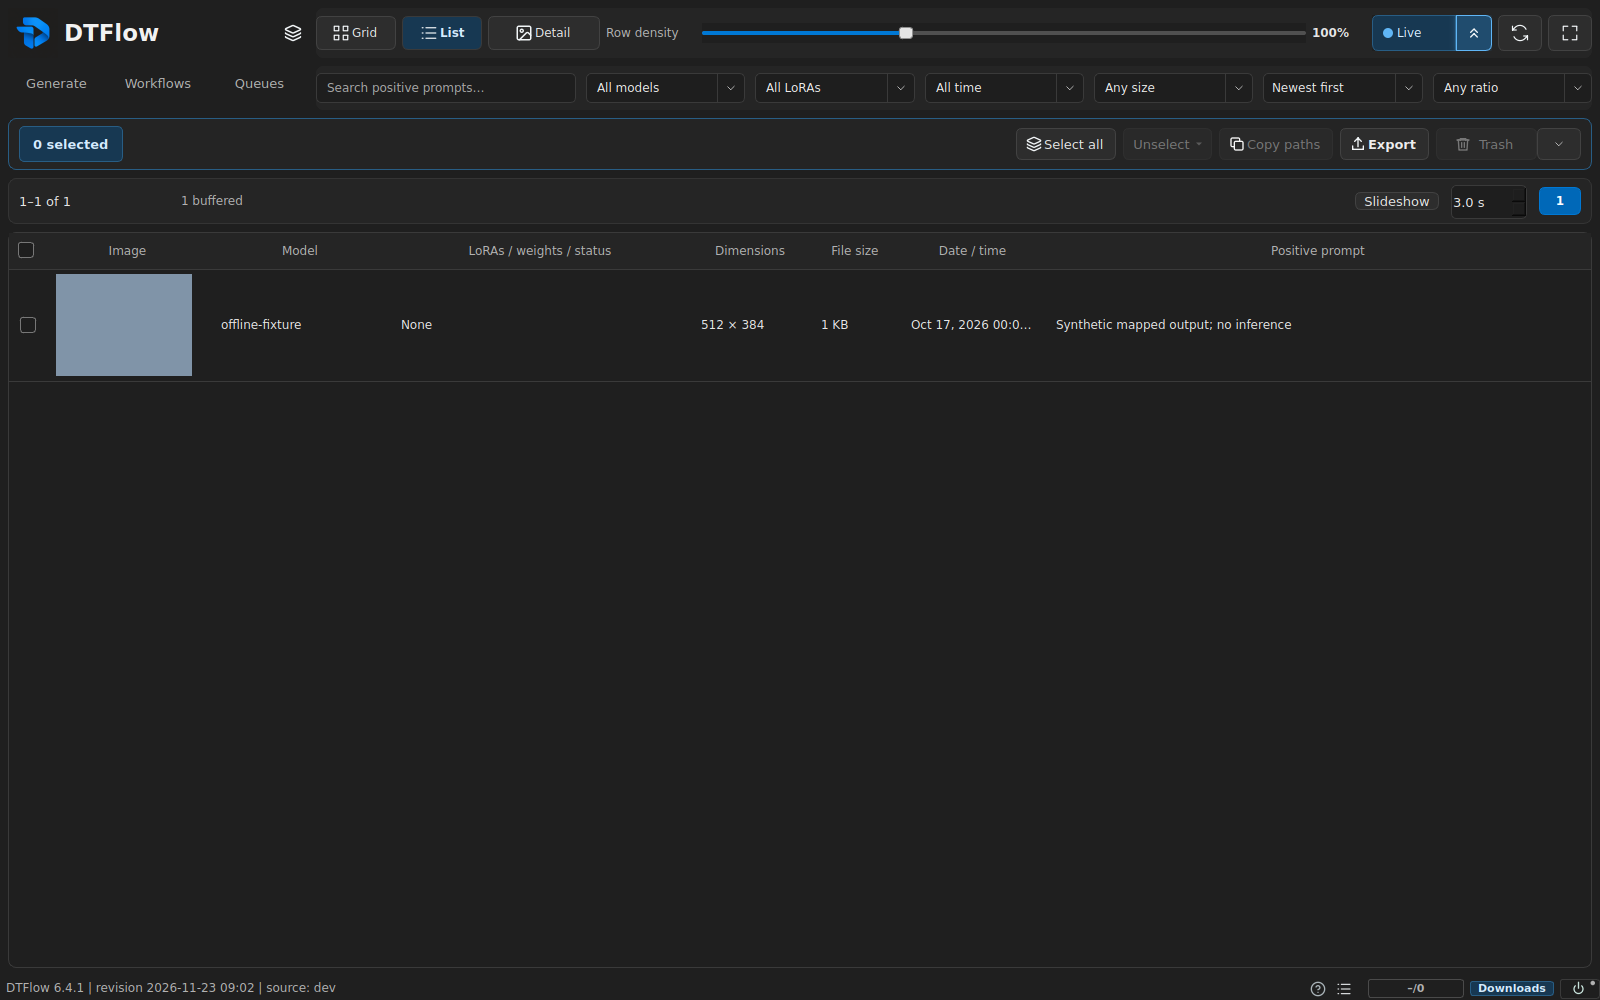 DTFlow
Grid
List
Detail
Row density
100%
Live
Generate
Workflows
Queues
Search positive prompts...
All models
All LoRAs
All time
Any size
Newest first
Any ratio
0 selected
Select all
Unselect
Copy paths
Export
Trash
1–1 of 1
1 buffered
Slideshow
3.0 s
1
Image
Model
LoRAs / weights / status
Dimensions
File size
Date / time
Positive prompt
offline-fixture
None
512 × 384
1 KB
Oct 17, 2026 00:0...
Synthetic mapped output; no inference
DTFlow 6.4.1 | revision 2026-11-23 09:02 | source: dev
–/0
Downloads